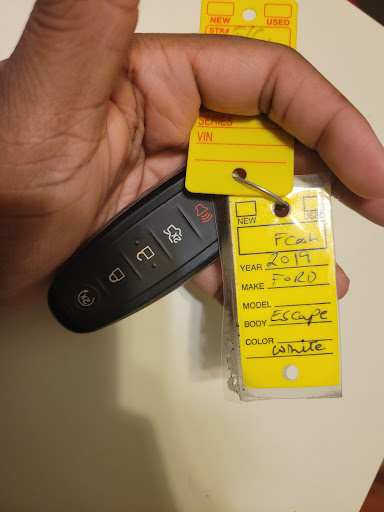 NEW USED
STK#
SERIES
VIN
NEW USED
FCash
YEAR 2019
MAKE FORD
MODEL
BODY Escape
COLOR white